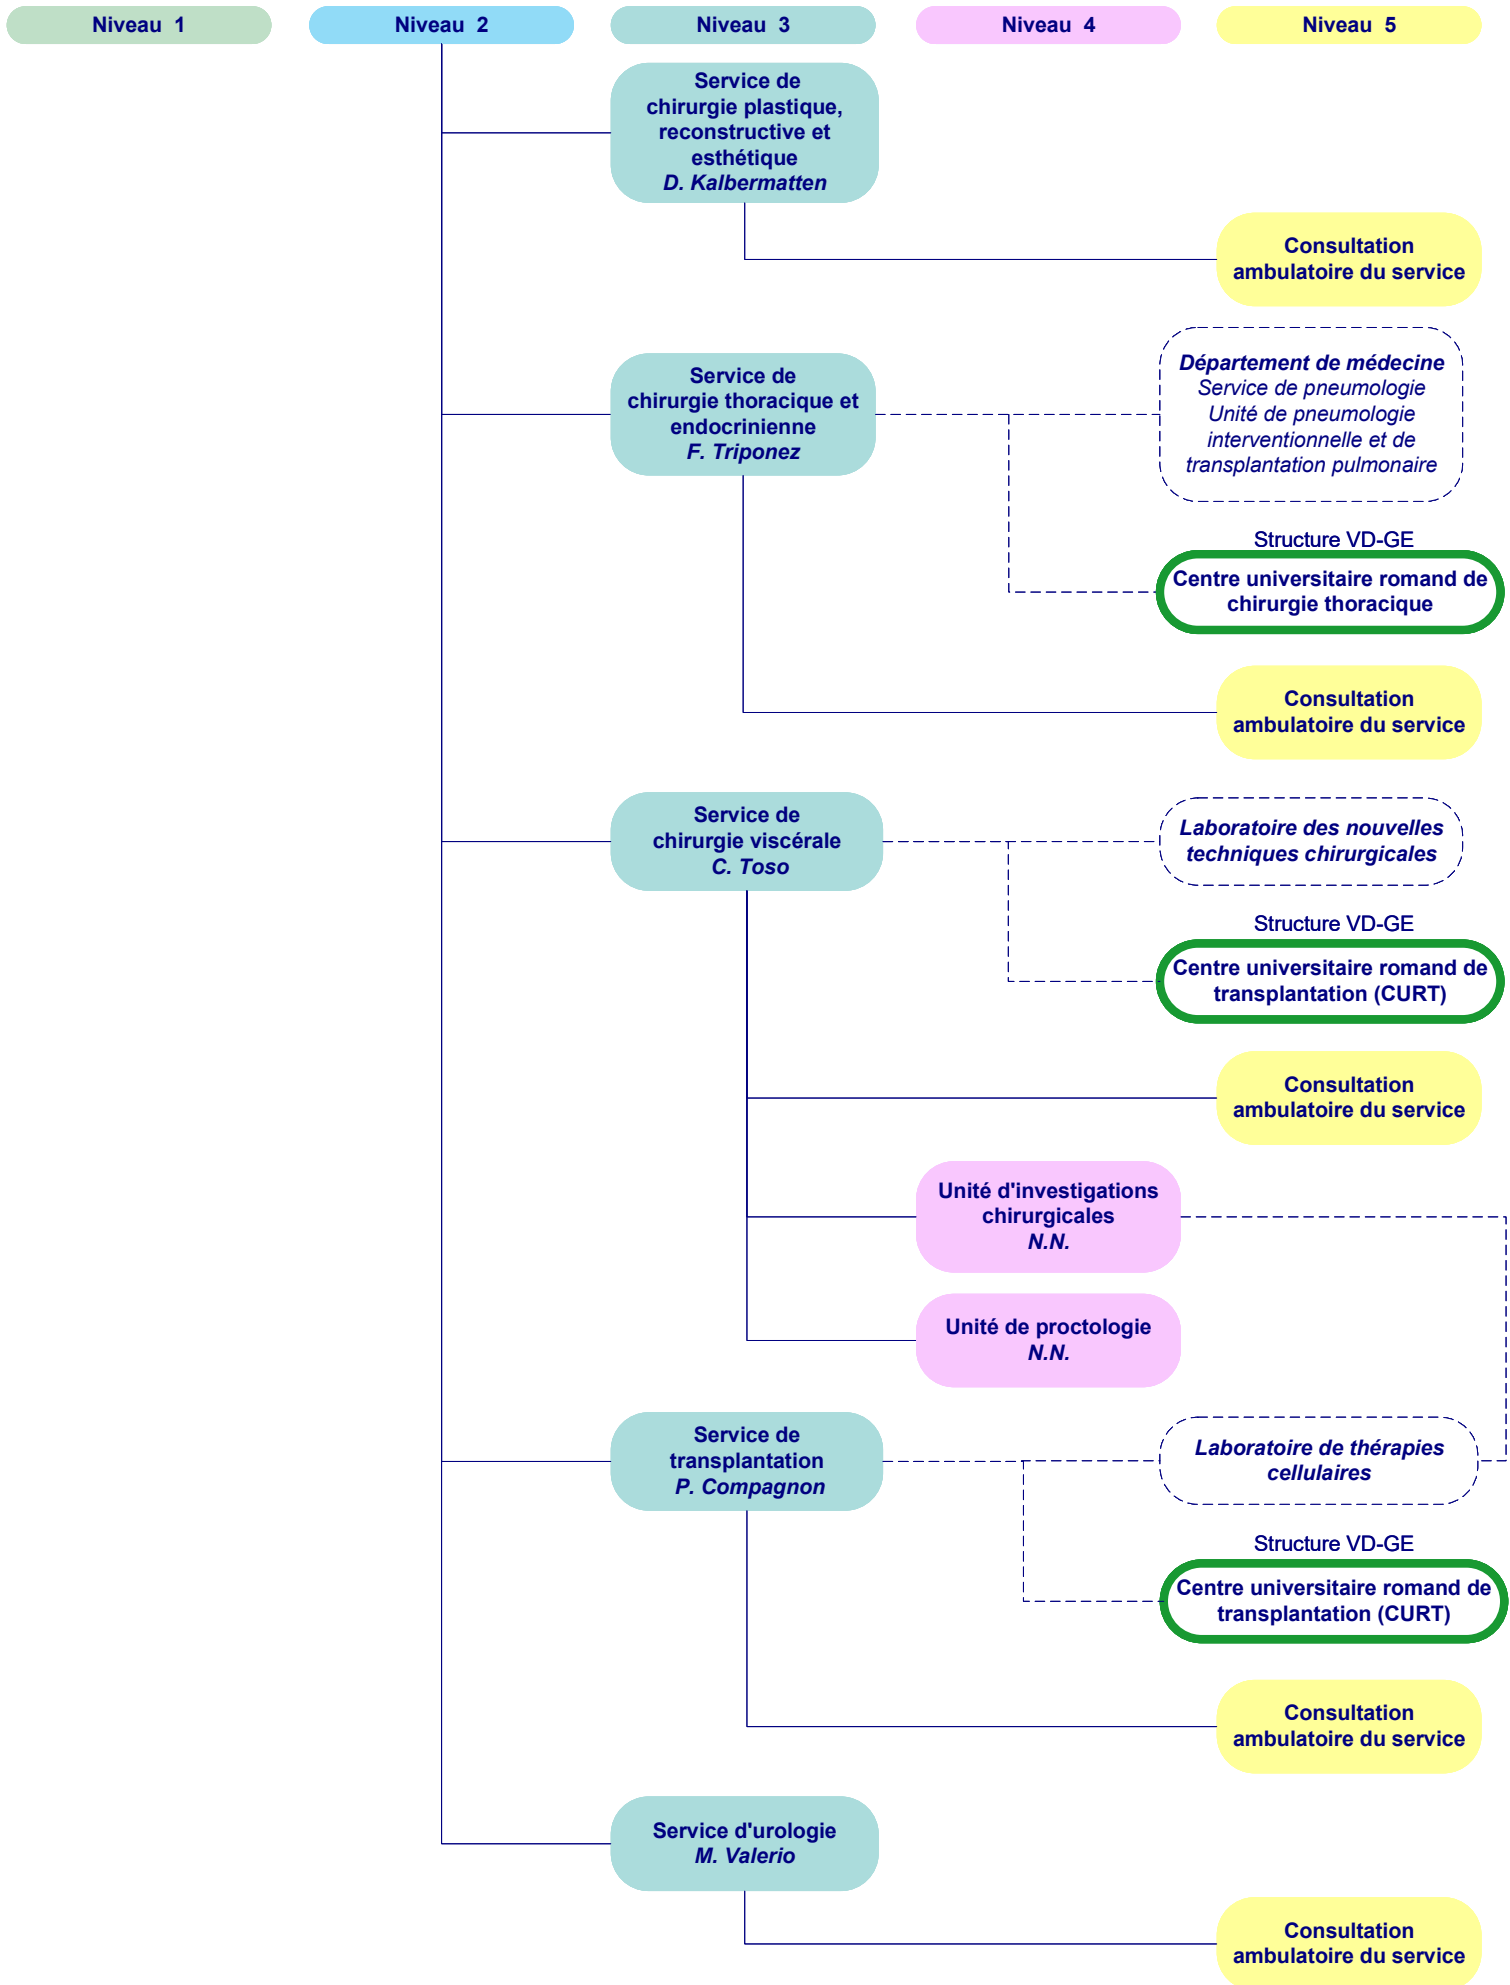 Niveau 1
Niveau 2
Niveau 3
Niveau 4
Niveau 5
Service de
chirurgie plastique,
reconstructive et
esthétique
D. Kalbermatten
Consultation
ambulatoire du service
Service de
chirurgie thoracique et
endocrinienne
F. Triponez
Département de médecine
Service de pneumologie
Unité de pneumologie
interventionnelle et de
transplantation pulmonaire
Structure VD-GE
Centre universitaire romand de
chirurgie thoracique
Consultation
ambulatoire du service
Service de
chirurgie viscérale
C. Toso
Laboratoire des nouvelles
techniques chirurgicales
Structure VD-GE
Centre universitaire romand de
transplantation (CURT)
Consultation
ambulatoire du service
Unité d'investigations
chirurgicales
N.N.
Unité de proctologie
N.N.
Service de
transplantation
P. Compagnon
Laboratoire de thérapies
cellulaires
Structure VD-GE
Centre universitaire romand de
transplantation (CURT)
Consultation
ambulatoire du service
Service d'urologie
M. Valerio
Consultation
ambulatoire du service